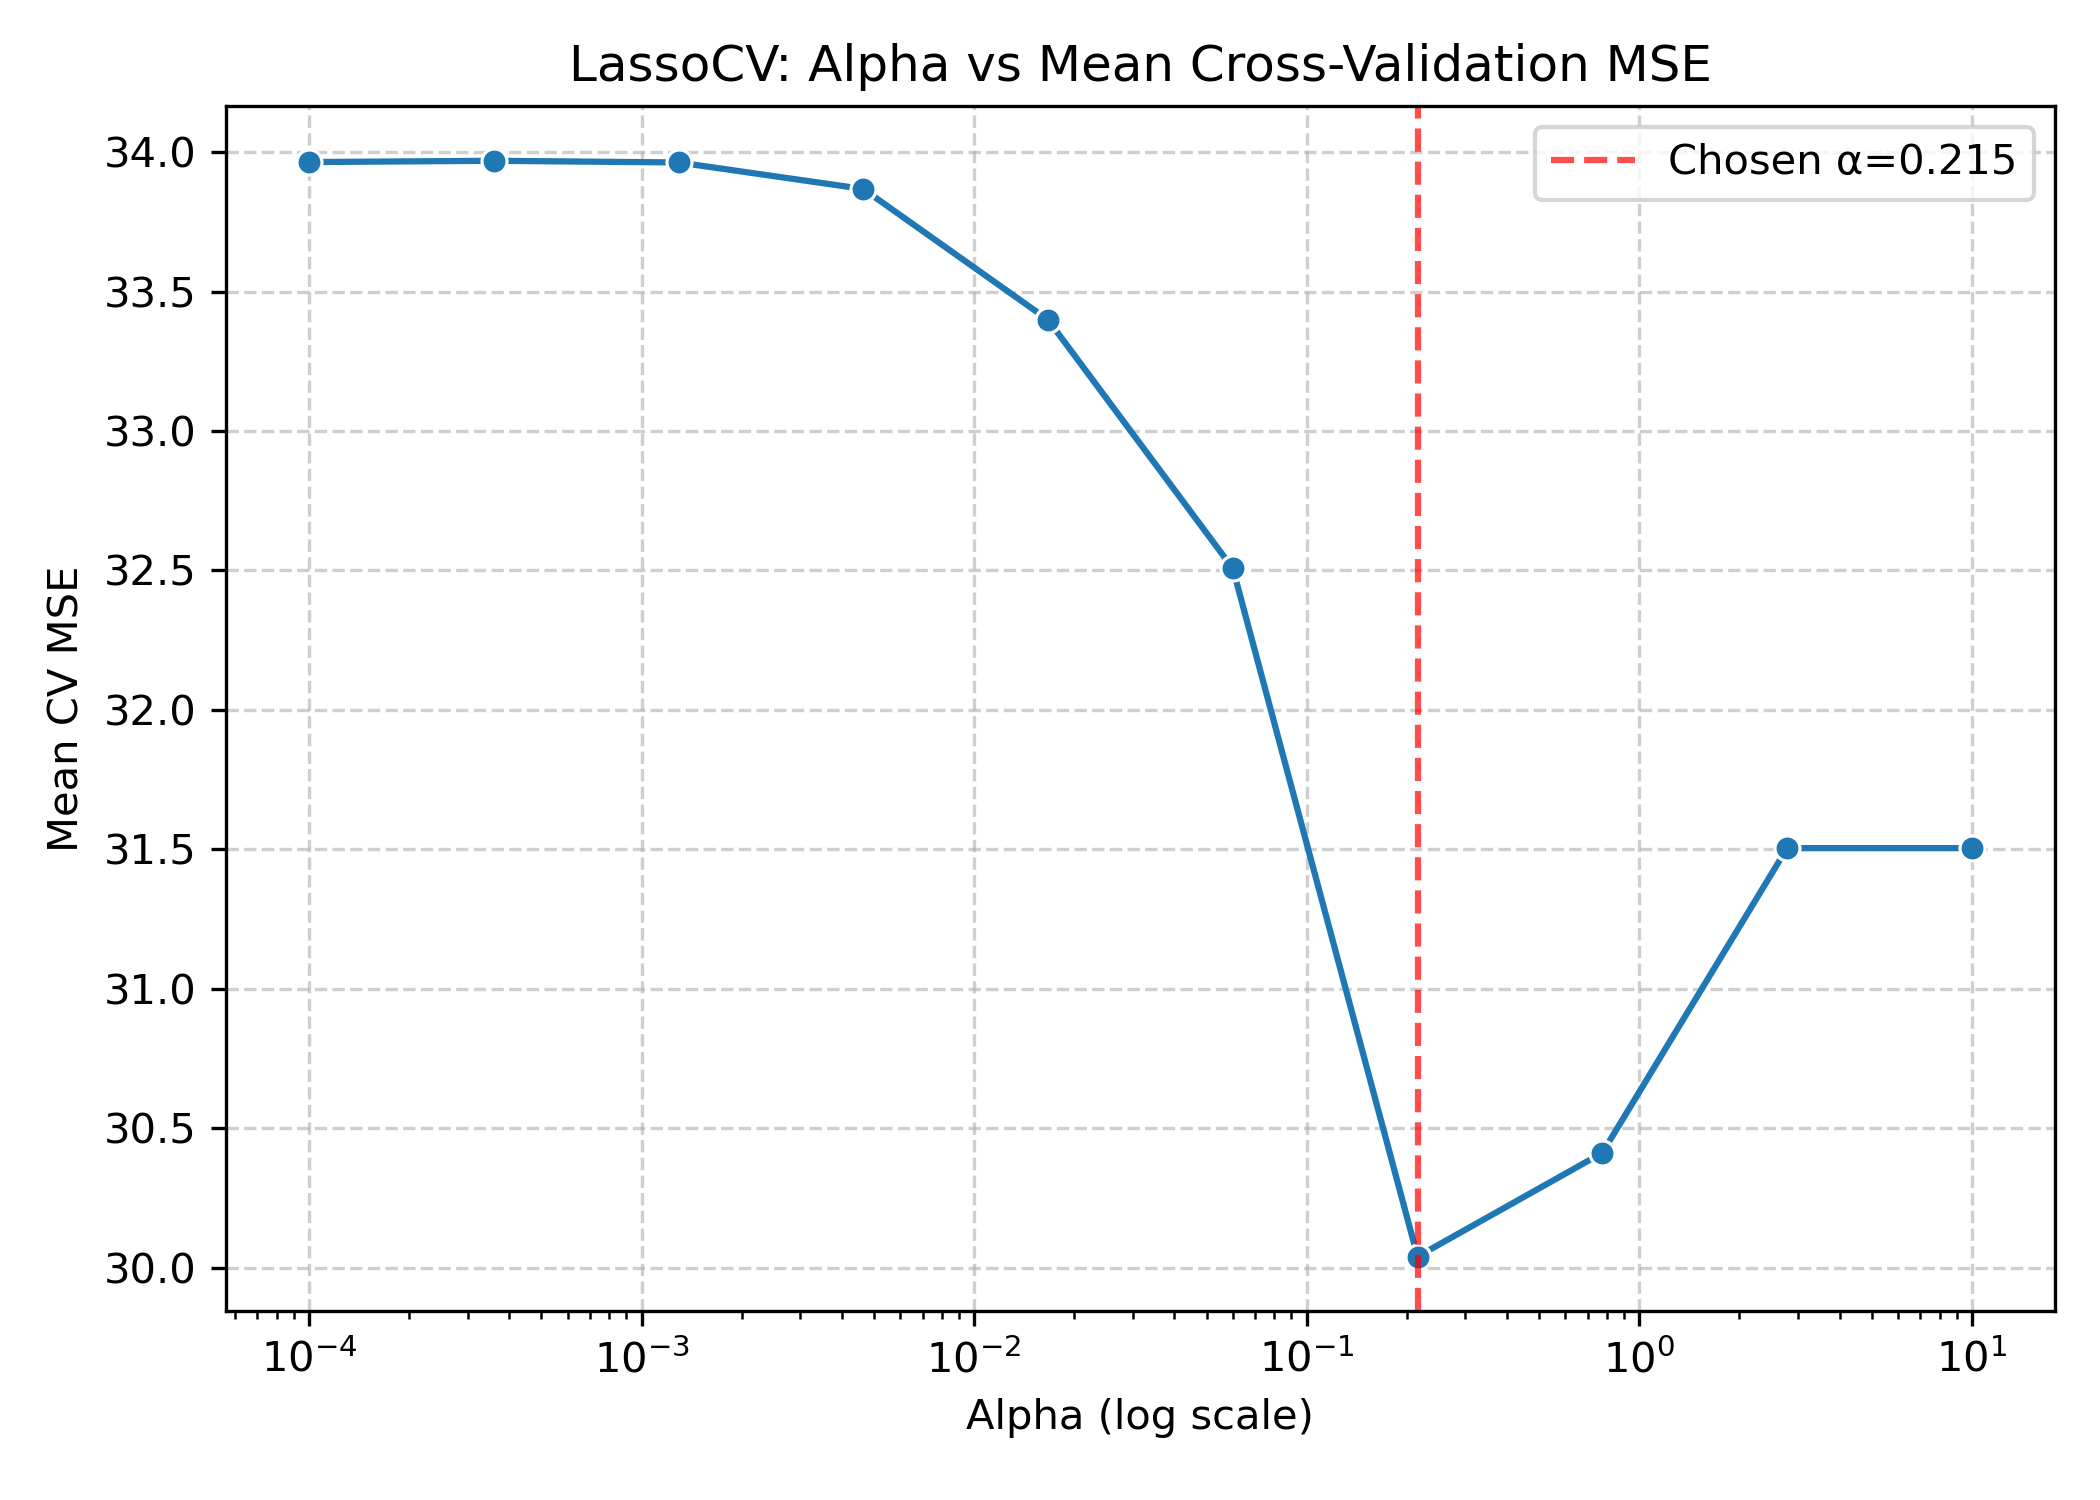 LassoCV: Alpha vs Mean Cross-Validation MSE
Chosen α=0.215
Mean CV MSE
34.0
33.5
33.0
32.5
32.0
31.5
31.0
30.5
30.0
10⁻⁴ 10⁻³ 10⁻² 10⁻¹ 10⁰ 10¹
Alpha (log scale)